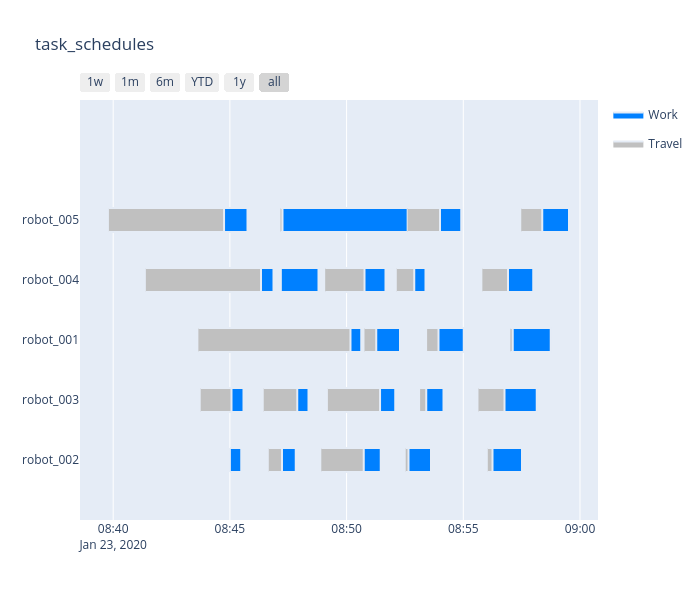 task_schedules
1w 1m 6m YTD 1y all
Work
Travel
robot_005
robot_004
robot_001
robot_003
robot_002
08:40 08:45 08:50 08:55 09:00
Jan 23, 2020